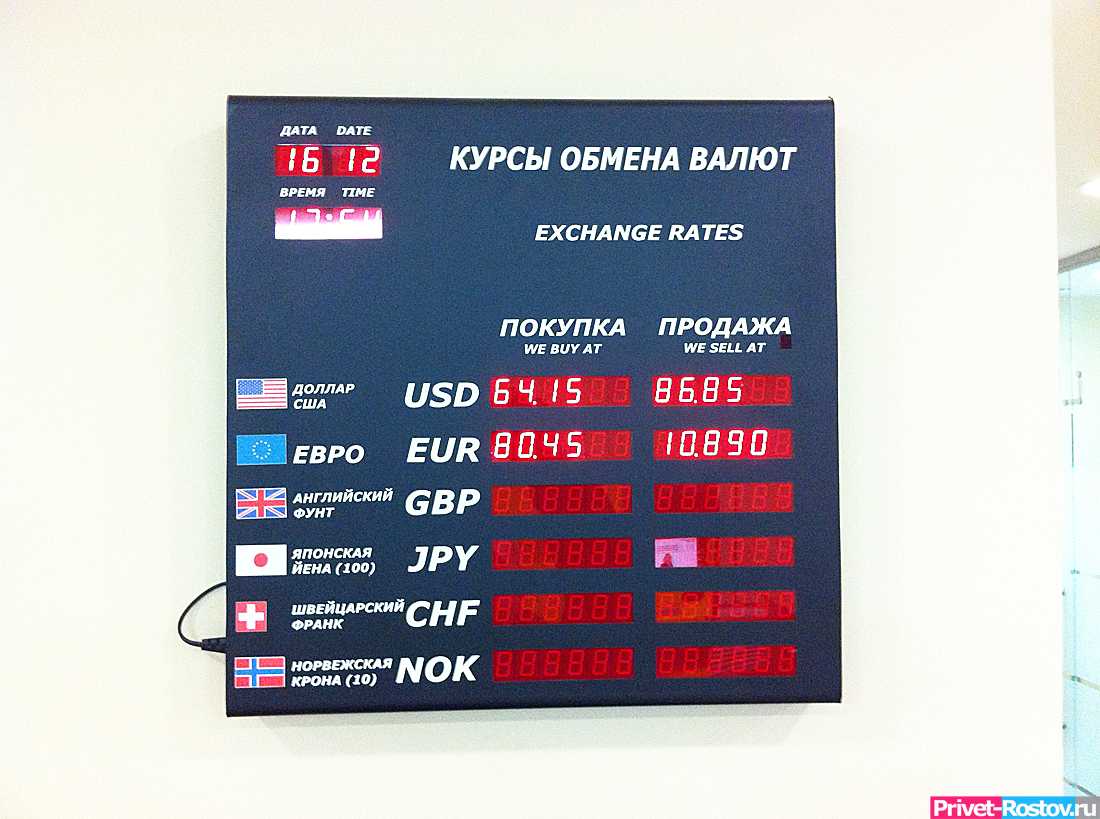 ДАТА DATE
16 12
ВРЕМЯ TIME
КУРСЫ ОБМЕНА ВАЛЮТ
EXCHANGE RATES
ПОКУПКА ПРОДАЖА
WE BUY AT WE SELL AT
ДОЛЛАР
США
USD 64.15 86.85
ЕВРО EUR 80.45 10.890
АНГЛИЙСКИЙ
ФУНТ
GBP
ЯПОНСКАЯ
ЙЕНА (100)
JPY
ШВЕЙЦАРСКИЙ
ФРАНК
CHF
НОРВЕЖСКАЯ
КРОНА (10)
NOK
Privet-Rostov.ru